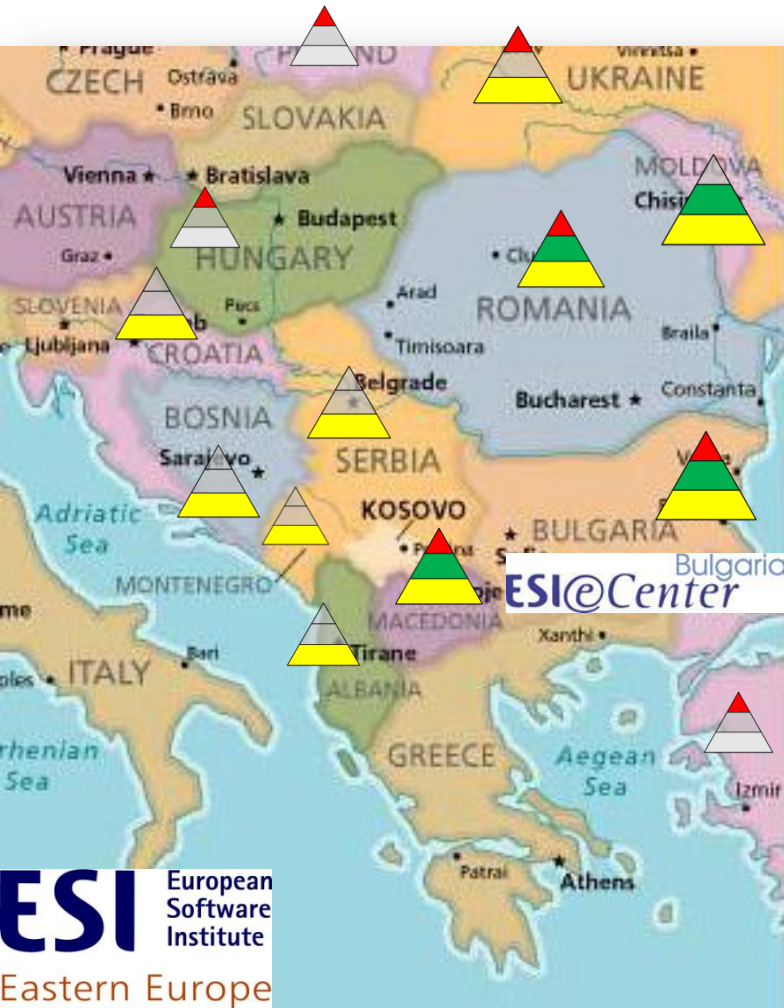 Prague
CZECH
Ostrava
UKRAINE
Brno
SLOVAKIA
MOLDOVA
Vienna
Bratislava
AUSTRIA
Budapest
Graz
HUNGARY
Arad
ROMANIA
SLOVENIA
Pecs
Ljubljana
CROATIA
Timisoara
Braila
Belgrade
Bucharest
Constanta
BOSNIA
Sarajevo
SERBIA
KOSOVO
Adriatic
Sea
BULGARIA
MONTENEGRO
Bulgaria
ESI@Center
MACEDONIA
Xanthi
Bari
Tirane
ITALY
ALBANIA
GREECE
Aegean
Sea
Izmir
Sea
Patrai
Athens
ESI
European
Software
Institute
Eastern Europe